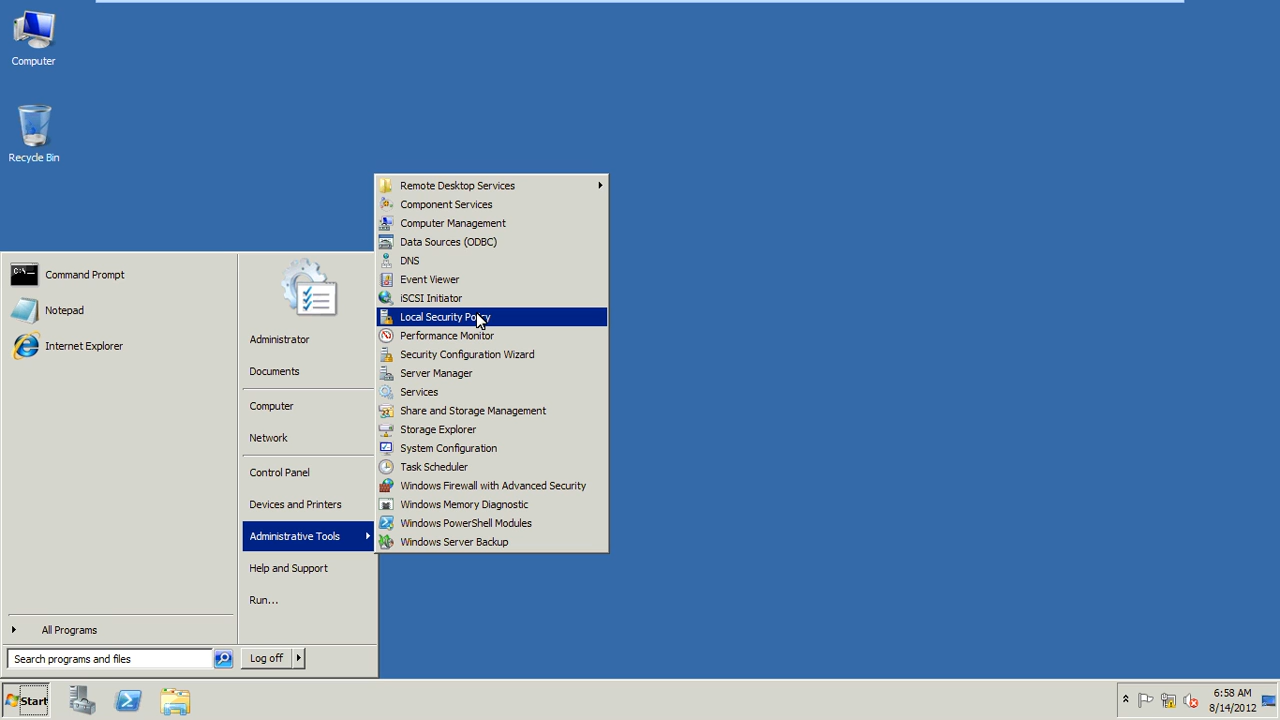 Computer
Recycle Bin
Remote Desktop Services
Component Services
Computer Management
Data Sources (ODBC)
DNS
Event Viewer
iSCSI Initiator
Local Security Policy
Performance Monitor
Security Configuration Wizard
Server Manager
Services
Share and Storage Management
Storage Explorer
System Configuration
Task Scheduler
Windows Firewall with Advanced Security
Windows Memory Diagnostic
Windows PowerShell Modules
Windows Server Backup
Command Prompt
Notepad
Internet Explorer
All Programs
Search programs and files
Administrator
Documents
Computer
Network
Control Panel
Devices and Printers
Administrative Tools
Help and Support
Run...
Log off
Start
6:58 AM
8/14/2012